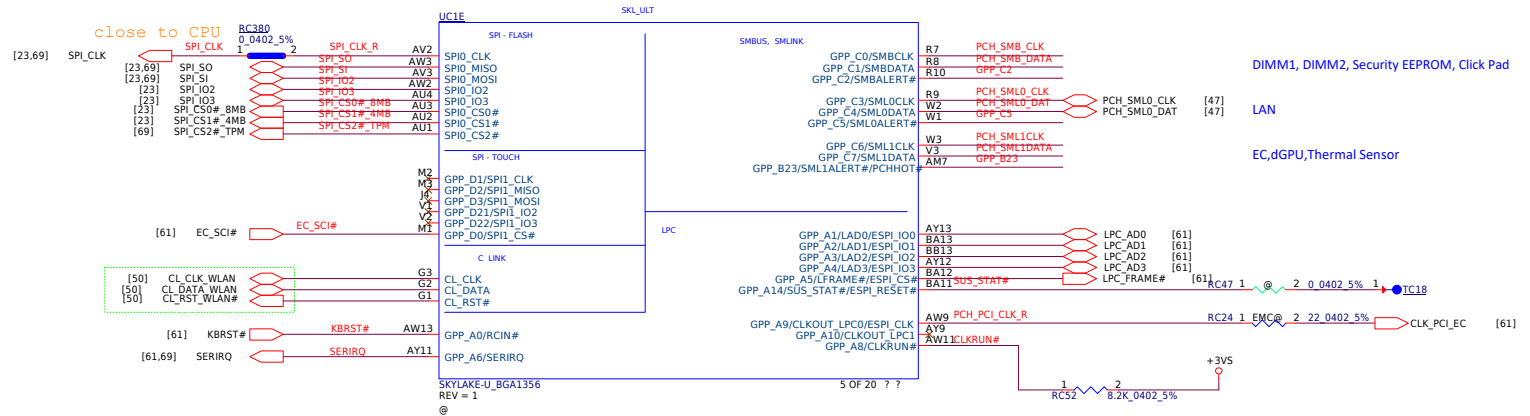 SKL_ULT
UC1E
close to CPU
RC380
0_0402_5%
[23,69] SPI_CLK
SPI_CLK 1 2 SPI_CLK_R AV2 SPI0_CLK
[23,69] SPI_SO SPI_SO AW3 SPI0_MISO
[23,69] SPI_SI SPI_SI AV3 SPI0_MOSI
[23] SPI_IO2 SPI_IO2 AW2 SPI0_IO2
[23] SPI_IO3 SPI_IO3 AU4 SPI0_IO3
[23] SPI_CS0#_8MB SPI_CS0#_8MB AU3 SPI0_CS0#
[23] SPI_CS1#_4MB SPI_CS1#_4MB AU2 SPI0_CS1#
[69] SPI_CS2#_TPM SPI_CS2#_TPM AU1 SPI0_CS2#
SPI - FLASH
SPI - TOUCH
M2 GPP_D1/SPI1_CLK
M3 GPP_D2/SPI1_MISO
J4 GPP_D3/SPI1_MOSI
V1 GPP_D21/SPI1_IO2
V2 GPP_D22/SPI1_IO3
[61] EC_SCI# EC_SCI# M1 GPP_D0/SPI1_CS#
C LINK
[50] CL_CLK_WLAN G3 CL_CLK
[50] CL_DATA_WLAN G2 CL_DATA
[50] CL_RST_WLAN# G1 CL_RST#
[61] KBRST# KBRST# AW13 GPP_A0/RCIN#
[61,69] SERIRQ SERIRQ AY11 GPP_A6/SERIRQ
SMBUS, SMLINK
GPP_C0/SMBCLK R7 PCH_SMB_CLK
GPP_C1/SMBDATA R8 PCH_SMB_DATA
GPP_C2/SMBALERT# R10 GPP_C2
DIMM1, DIMM2, Security EEPROM, Click Pad
GPP_C3/SML0CLK R9 PCH_SML0_CLK PCH_SML0_CLK [47]
GPP_C4/SML0DATA W2 PCH_SML0_DAT PCH_SML0_DAT [47]
GPP_C5/SML0ALERT# W1 GPP_C5
LAN
GPP_C6/SML1CLK W3 PCH_SML1CLK
GPP_C7/SML1DATA V3 PCH_SML1DATA
GPP_B23/SML1ALERT#/PCHHOT# AM7 GPP_B23
EC,dGPU,Thermal Sensor
LPC
GPP_A1/LAD0/ESPI_IO0 AY13 LPC_AD0 [61]
GPP_A2/LAD1/ESPI_IO1 BA13 LPC_AD1 [61]
GPP_A3/LAD2/ESPI_IO2 BB13 LPC_AD2 [61]
GPP_A4/LAD3/ESPI_IO3 AY12 LPC_AD3 [61]
GPP_A5/LFRAME#/ESPI_CS# BA12 LPC_FRAME# [61]
GPP_A14/SUS_STAT#/ESPI_RESET# BA11 SUS_STAT# RC47 1 @ 2 0_0402_5% 1 TC18
GPP_A9/CLKOUT_LPC0/ESPI_CLK AW9 PCH_PCI_CLK_R RC24 1 EMC@ 2 22_0402_5% CLK_PCI_EC [61]
GPP_A10/CLKOUT_LPC1 AY9
GPP_A8/CLKRUN# AW11 CLKRUN#
+3VS
1 2
RC52 8.2K_0402_5%
SKYLAKE-U_BGA1356 5 OF 20 ? ?
REV = 1
@